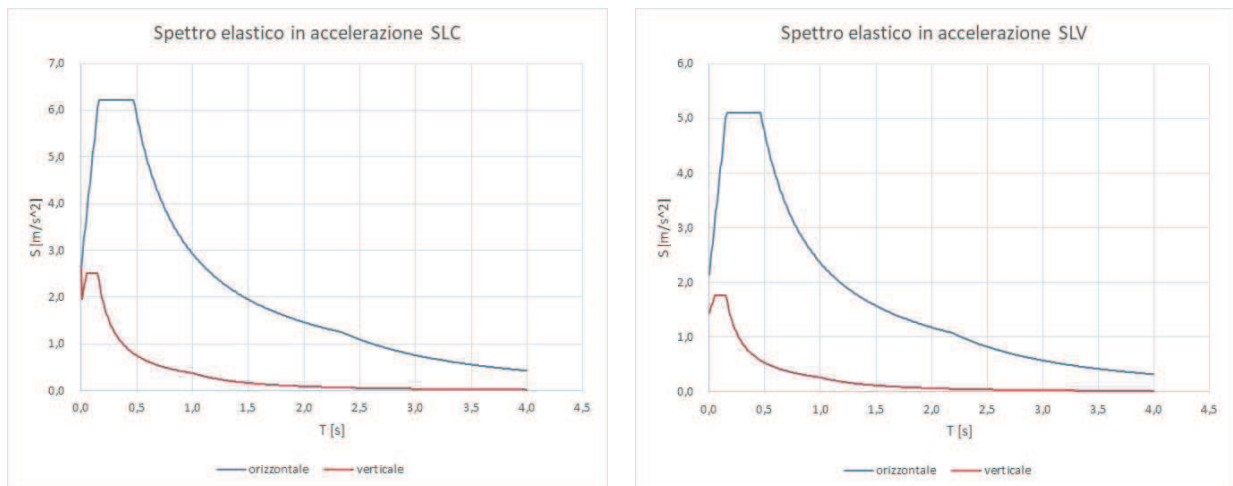 Spettro elastico in accelerazione SLC
7,0
6,0
5,0
4,0
3,0
2,0
1,0
0,0
S [m/s^2]
0,0 0,5 1,0 1,5 2,0 2,5 3,0 3,5 4,0 4,5
T [s]
orizzontale verticale
Spettro elastico in accelerazione SLV
6,0
5,0
4,0
3,0
2,0
1,0
0,0
S [m/s^2]
0,0 0,5 1,0 1,5 2,0 2,5 3,0 3,5 4,0 4,5
T [s]
orizzontale verticale